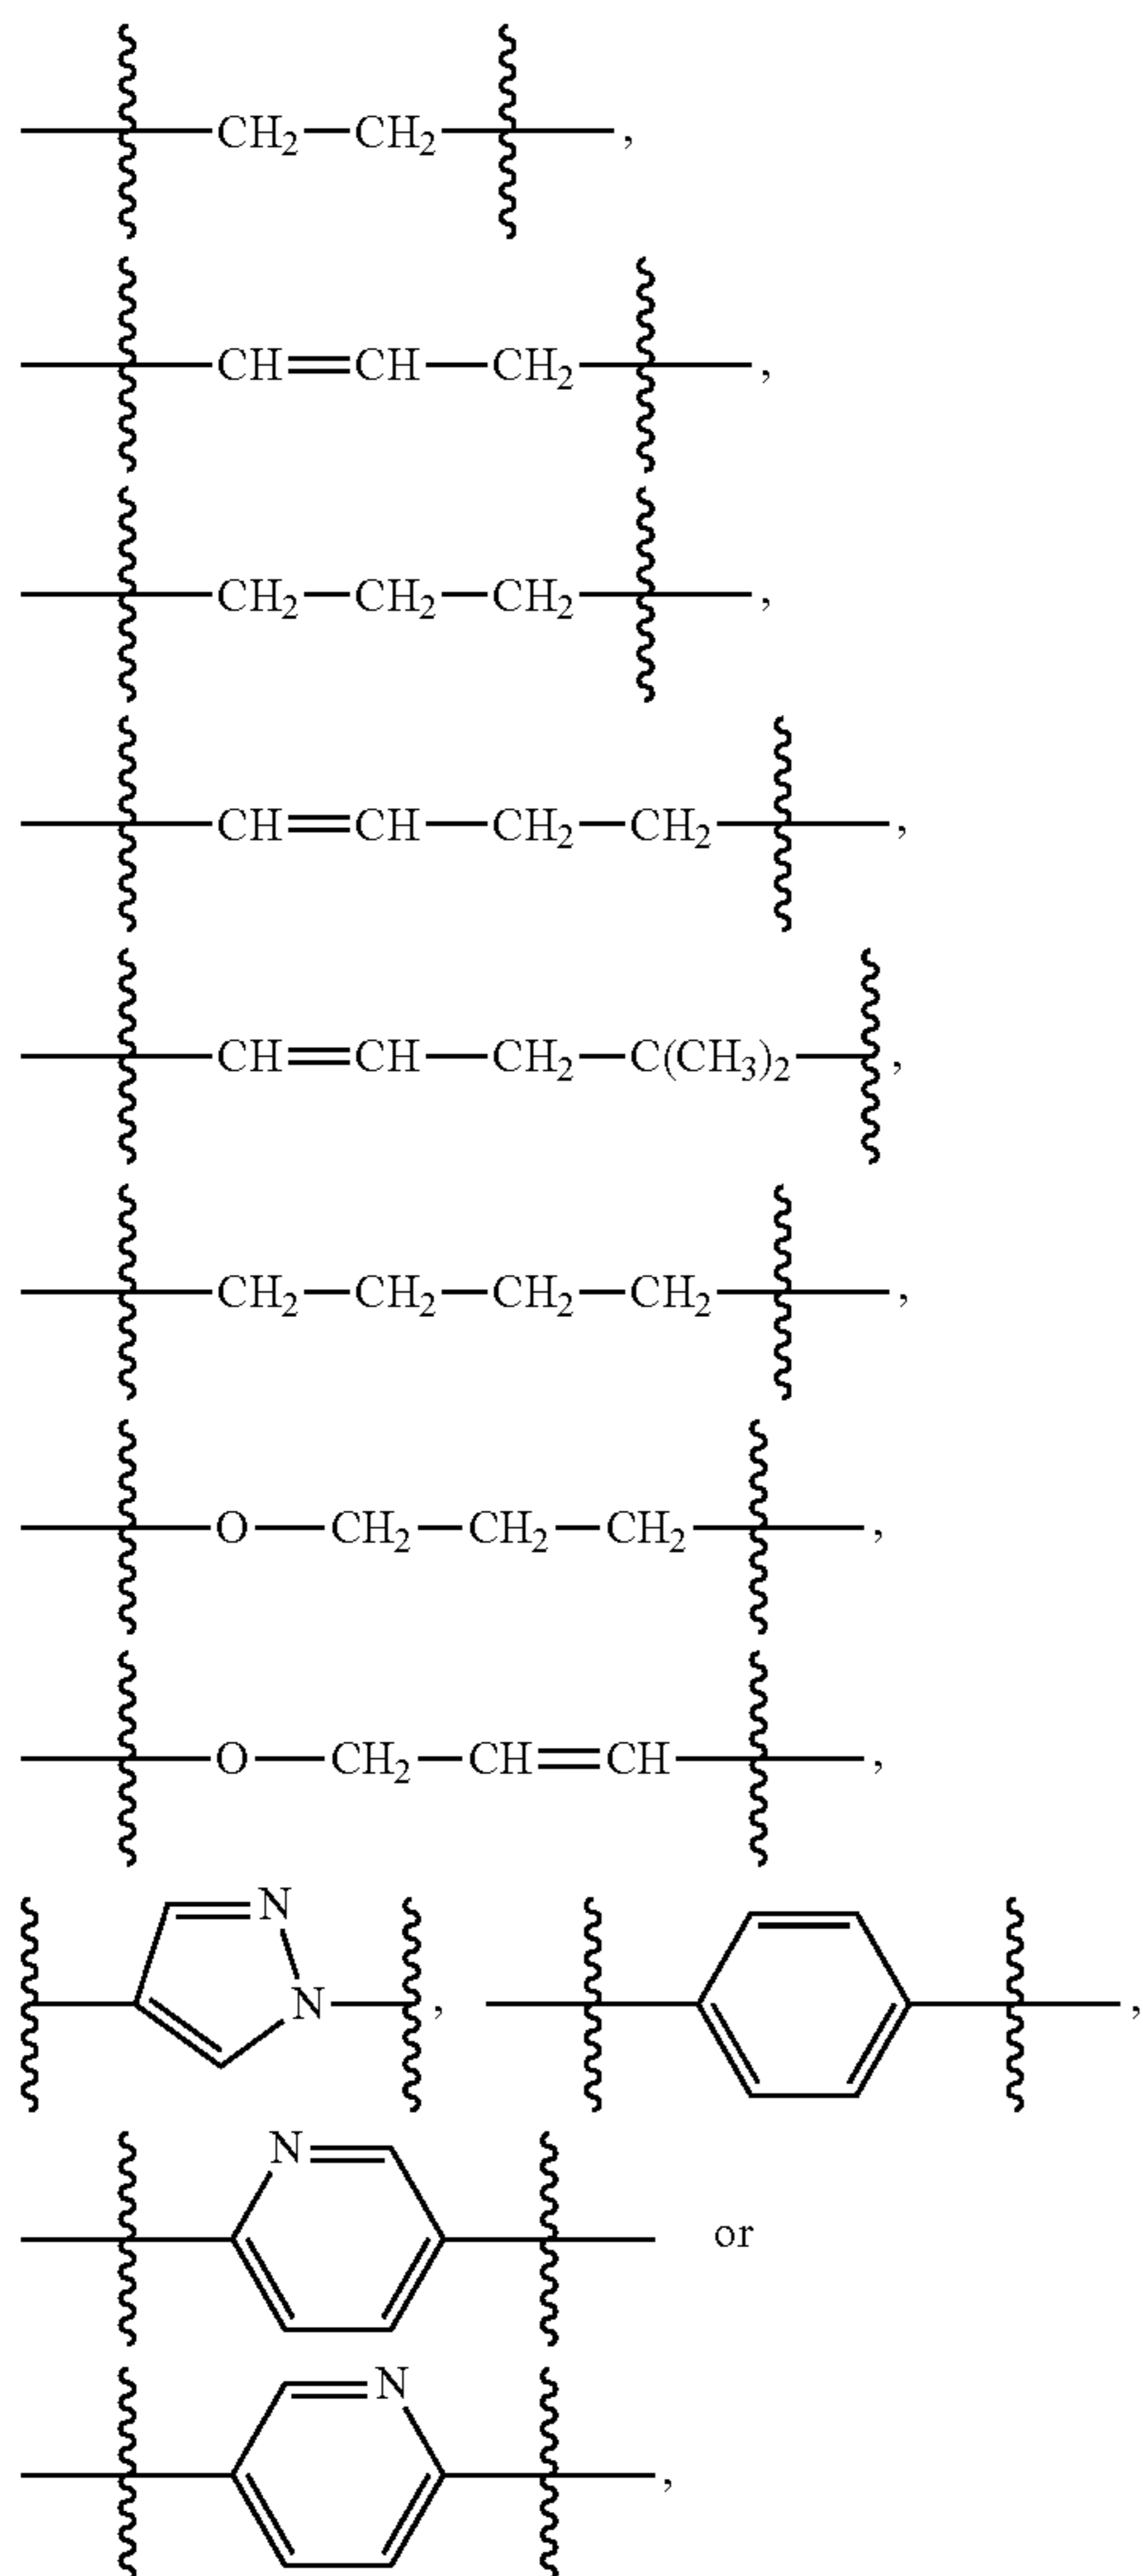 CH2—CH2,
CH=CH—CH2,
CH2—CH2—CH2,
CH=CH—CH2—CH2,
CH=CH—CH2—C(CH3)2,
CH2—CH2—CH2—CH2,
O—CH2—CH2—CH2,
O—CH2—CH=CH,
N
N, ,
N
or
N
,